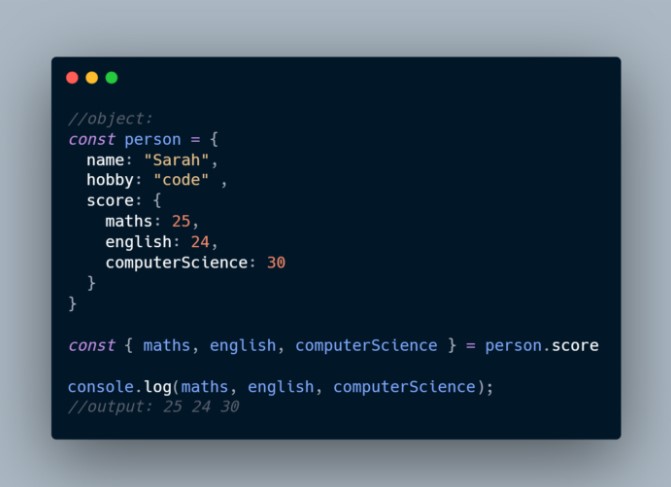 //object:
const person = {
  name: "Sarah",
  hobby: "code" ,
  score: {
    maths: 25,
    english: 24,
    computerScience: 30
  }
}
const { maths, english, computerScience } = person.score
console.log(maths, english, computerScience);
//output: 25 24 30